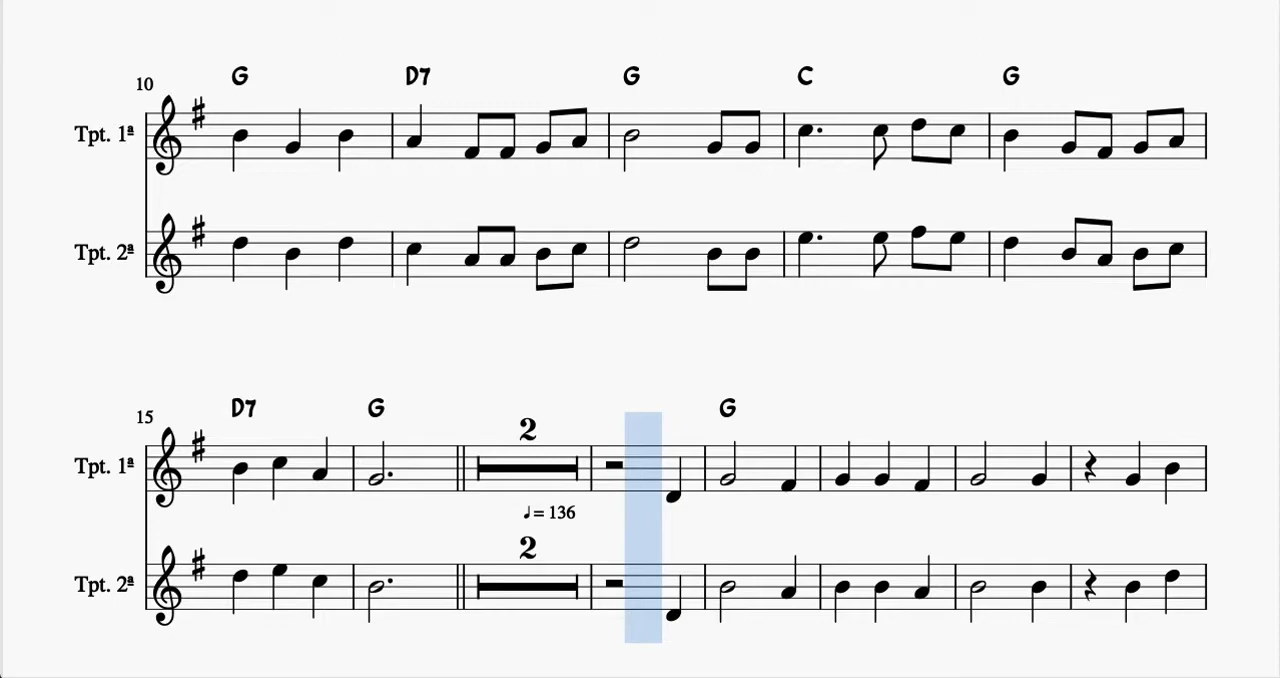 10
G D7 G C G
Tpt. 1ª
Tpt. 2ª
15
D7 G 2 G
Tpt. 1ª
♩= 136
2
Tpt. 2ª